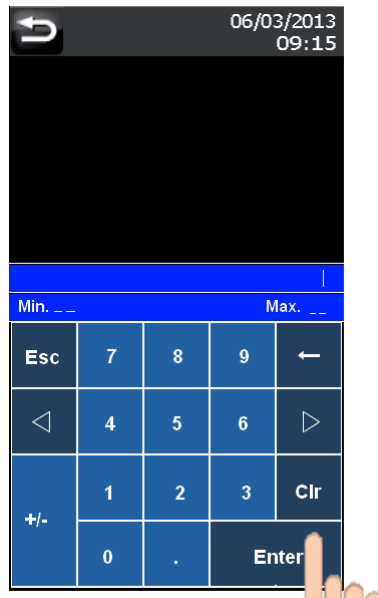 06/03/2013
09:15
Min. _ _ Max. _ _
Esc 7 8 9 ←
◁ 4 5 6 ▷
+/- 1 2 3 Clr
0 . Enter